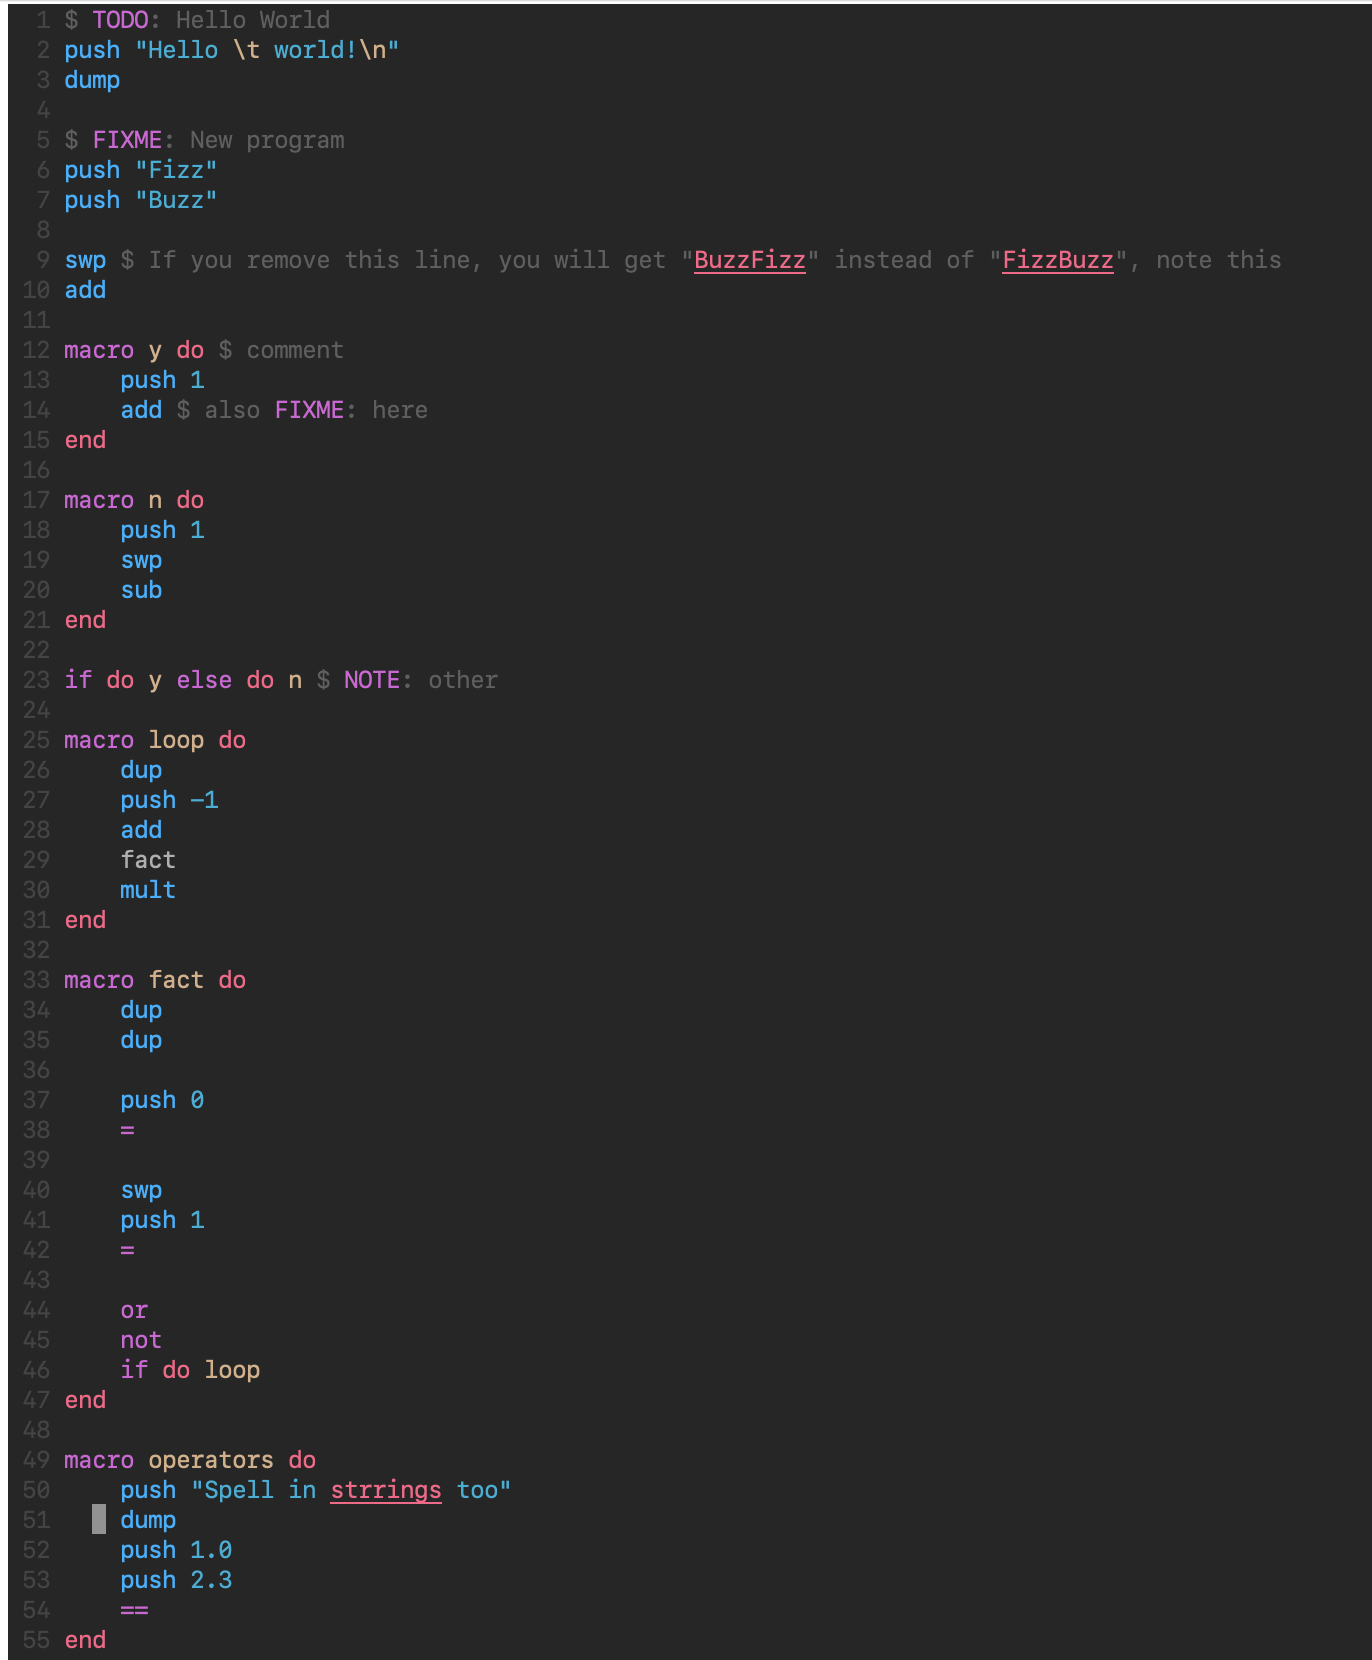 1 $ TODO: Hello World
2 push "Hello \t world!\n"
3 dump
4
5 $ FIXME: New program
6 push "Fizz"
7 push "Buzz"
8
9 swp $ If you remove this line, you will get "BuzzFizz" instead of "FizzBuzz", note this
10 add
11
12 macro y do $ comment
13     push 1
14     add $ also FIXME: here
15 end
16
17 macro n do
18     push 1
19     swp
20     sub
21 end
22
23 if do y else do n $ NOTE: other
24
25 macro loop do
26     dup
27     push -1
28     add
29     fact
30     mult
31 end
32
33 macro fact do
34     dup
35     dup
36
37     push 0
38     =
39
40     swp
41     push 1
42     =
43
44     or
45     not
46     if do loop
47 end
48
49 macro operators do
50     push "Spell in strrings too"
51     dump
52     push 1.0
53     push 2.3
54     ==
55 end